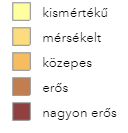 kismértékű
mérsékelt
közepes
erős
nagyon erős